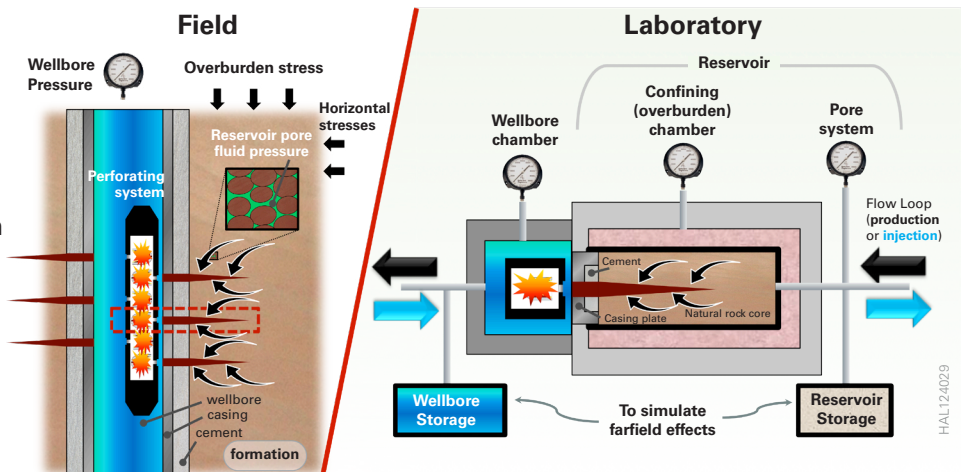 Field
Wellbore
Pressure
Overburden stress
Horizontal
stresses
Reservoir pore
fluid pressure
Perforating
system
n
wellbore
casing
cement
formation
Laboratory
Reservoir
Wellbore
chamber
Confining
(overburden)
chamber
Pore
system
Flow Loop
(production
or injection)
Cement
Casing plate
Natural rock core
Wellbore
Storage
To simulate
farfield effects
Reservoir
Storage
HAL124029